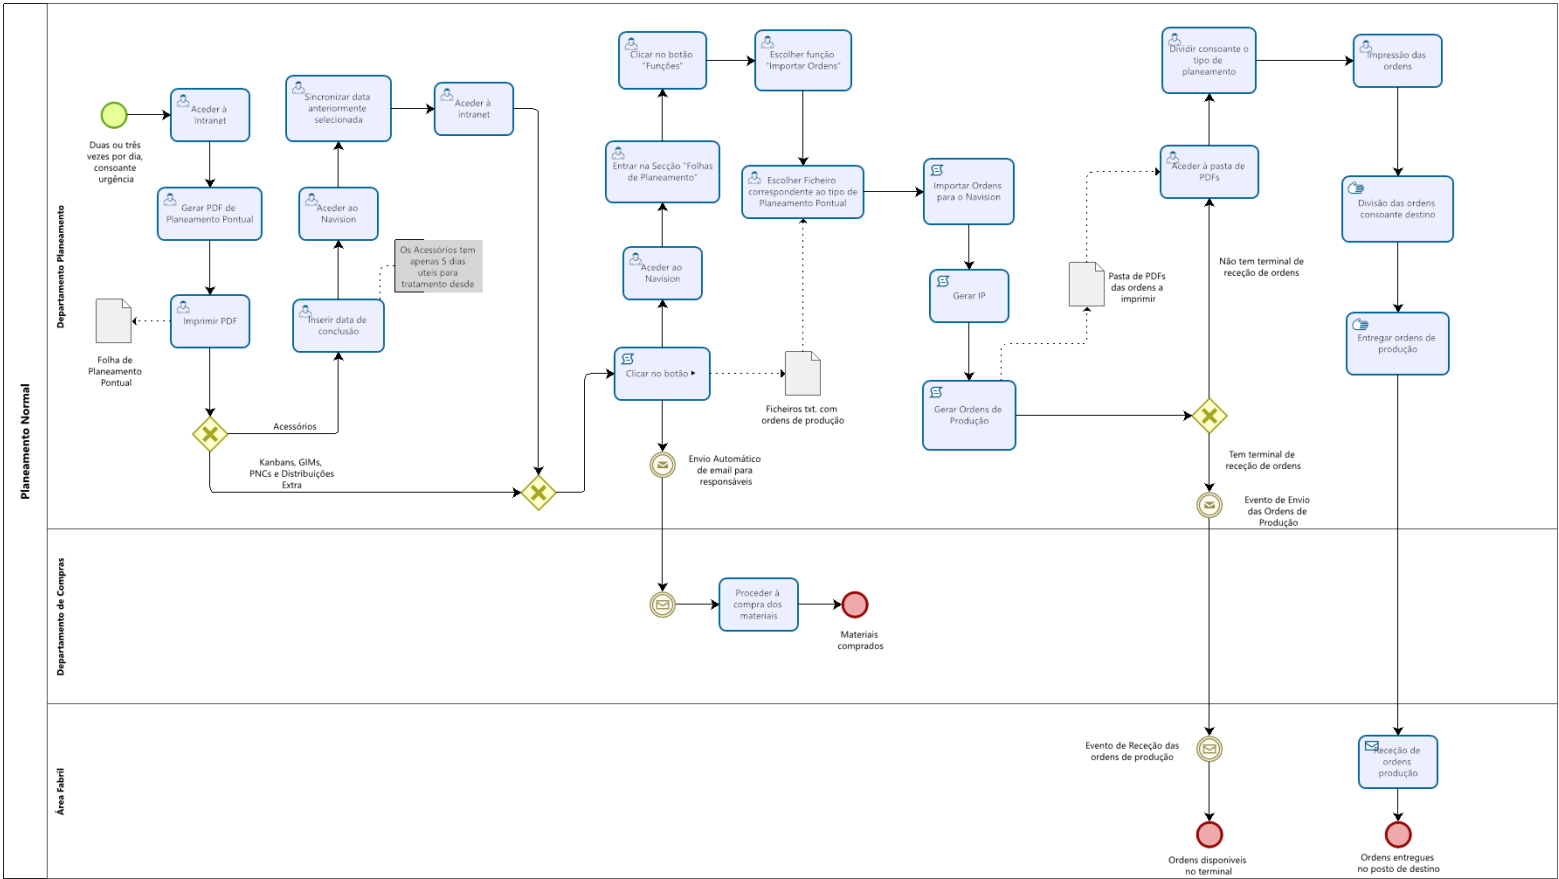 Planeamento Normal
Departamento Planeamento
Duas ou três
vezes por dia,
consoante
urgência
Aceder à
Intranet
Gerar PDF de
Planeamento Pontual
Imprimir PDF
Folha de
Planeamento
Pontual
Acessórios
Kanbans, GIMs,
PNCs e Distribuições
Extra
Inserir data de
conclusão
Os Acessórios tem
apenas 5 dias
uteis para
tratamento desde
Aceder ao
Navision
Sincronizar data
anteriormente
selecionada
Aceder à
intranet
Clicar no botão ▸
Ficheiros txt. com
ordens de produção
Envio Automático
de email para
responsáveis
Aceder ao
Navision
Entrar na Secção "Folhas
de Planeamento"
Clicar no botão
"Funções"
Escolher função
"Importar Ordens"
Escolher Ficheiro
correspondente ao tipo de
Planeamento Pontual
Importar Ordens
para o Navision
Gerar IP
Gerar Ordens de
Produção
Pasta de PDFs
das ordens a
imprimir
Não tem terminal de
receção de ordens
Tem terminal de
receção de ordens
Evento de Envio
das Ordens de
Produção
Aceder à pasta de
PDFs
Dividir consoante o
tipo de
planeamento
Impressão das
ordens
Divisão das ordens
consoante destino
Entregar ordens de
produção
Departamento de Compras
Proceder à
compra dos
materiais
Materiais
comprados
Área Fabril
Evento de Receção das
ordens de produção
Ordens disponiveis
no terminal
Receção de
ordens
produção
Ordens entregues
no posto de destino